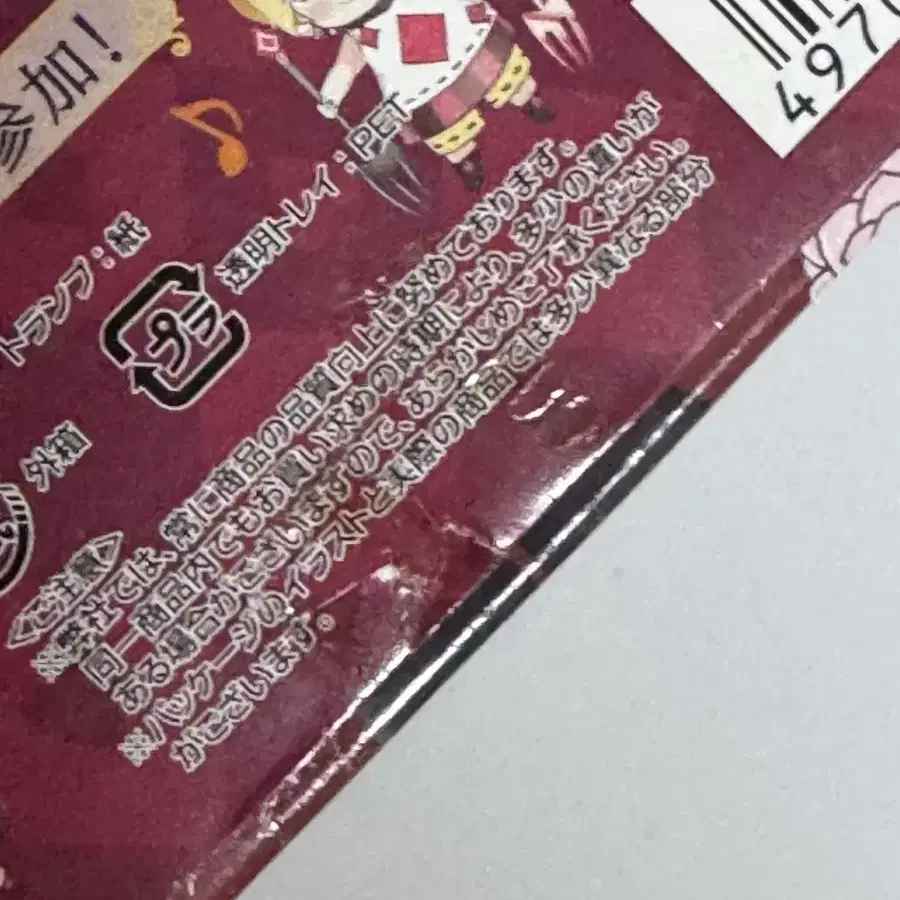 参加!
4970
トランプ：紙
透明トレイ：PET
プラ
外箱
<ご注意>
※弊社では、常に商品の品質向上に努めております。
同一商品内でもお買い求めの時期により、多少の違いが
ある場合がございますので、あらかじめご了承ください。
※パッケージのイラストと実際の商品では多少異なる部分
がございます。